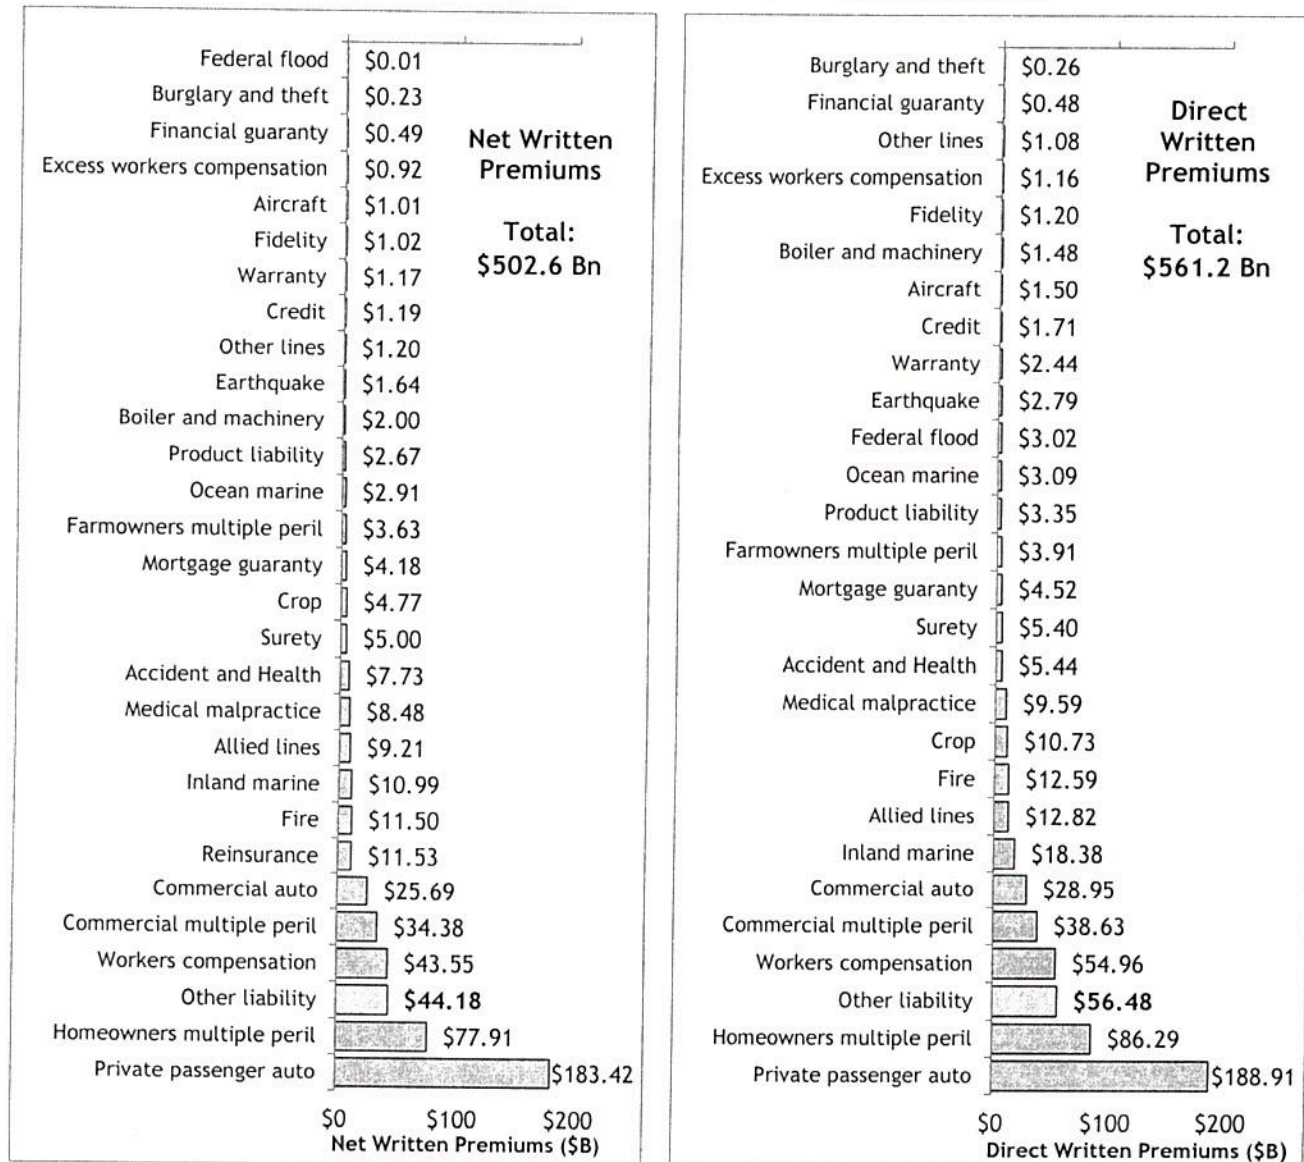 Federal flood $0.01
Burglary and theft $0.23
Financial guaranty $0.49
Excess workers compensation $0.92
Aircraft $1.01
Fidelity $1.02
Warranty $1.17
Credit $1.19
Other lines $1.20
Earthquake $1.64
Boiler and machinery $2.00
Product liability $2.67
Ocean marine $2.91
Farmowners multiple peril $3.63
Mortgage guaranty $4.18
Crop $4.77
Surety $5.00
Accident and Health $7.73
Medical malpractice $8.48
Allied lines $9.21
Inland marine $10.99
Fire $11.50
Reinsurance $11.53
Commercial auto $25.69
Commercial multiple peril $34.38
Workers compensation $43.55
Other liability $44.18
Homeowners multiple peril $77.91
Private passenger auto $183.42
Net Written
Premiums
Total:
$502.6 Bn
$0 $100 $200
Net Written Premiums ($B)
Burglary and theft $0.26
Financial guaranty $0.48
Other lines $1.08
Excess workers compensation $1.16
Fidelity $1.20
Boiler and machinery $1.48
Aircraft $1.50
Credit $1.71
Warranty $2.44
Earthquake $2.79
Federal flood $3.02
Ocean marine $3.09
Product liability $3.35
Farmowners multiple peril $3.91
Mortgage guaranty $4.52
Surety $5.40
Accident and Health $5.44
Medical malpractice $9.59
Crop $10.73
Fire $12.59
Allied lines $12.82
Inland marine $18.38
Commercial auto $28.95
Commercial multiple peril $38.63
Workers compensation $54.96
Other liability $56.48
Homeowners multiple peril $86.29
Private passenger auto $188.91
Direct
Written
Premiums
Total:
$561.2 Bn
$0 $100 $200
Direct Written Premiums ($B)